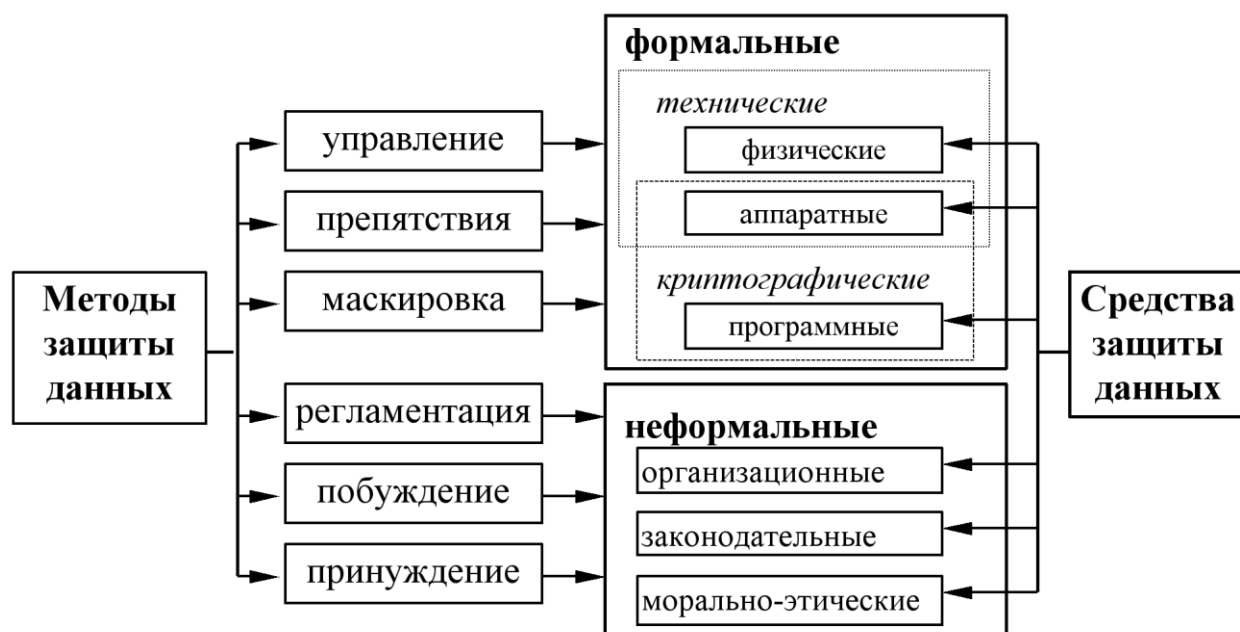 Методы
защиты
данных
управление
препятствия
маскировка
регламентация
побуждение
принуждение
формальные
технические
физические
аппаратные
криптографические
программные
неформальные
организационные
законодательные
морально-этические
Средства
защиты
данных